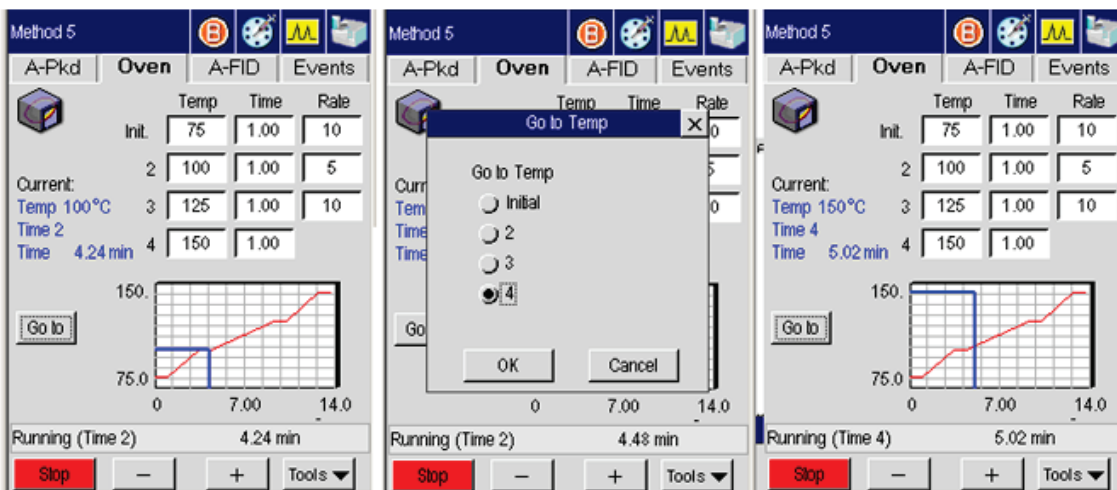 Method 5
B
A-Pkd Oven A-FID Events
Temp Time Rate
Init. 75 1.00 10
2 100 1.00 5
Current:
Temp 100°C 3 125 1.00 10
Time 2
Time 4.24 min 4 150 1.00
150.
Go to
75.0
0 7.00 14.0
Running (Time 2) 4.24 min
Stop − + Tools
Method 5
B
A-Pkd Oven A-FID Events
Temp Time Rate
Go to Temp X
Go to Temp
Initial
2
3
4
OK Cancel
0 7.00 14.0
Running (Time 2) 4.48 min
Stop − + Tools
Method 5
B
A-Pkd Oven A-FID Events
Temp Time Rate
Init. 75 1.00 10
2 100 1.00 5
Current:
Temp 150°C 3 125 1.00 10
Time 4
Time 5.02 min 4 150 1.00
150.
Go to
75.0
0 7.00 14.0
Running (Time 4) 5.02 min
Stop − + Tools